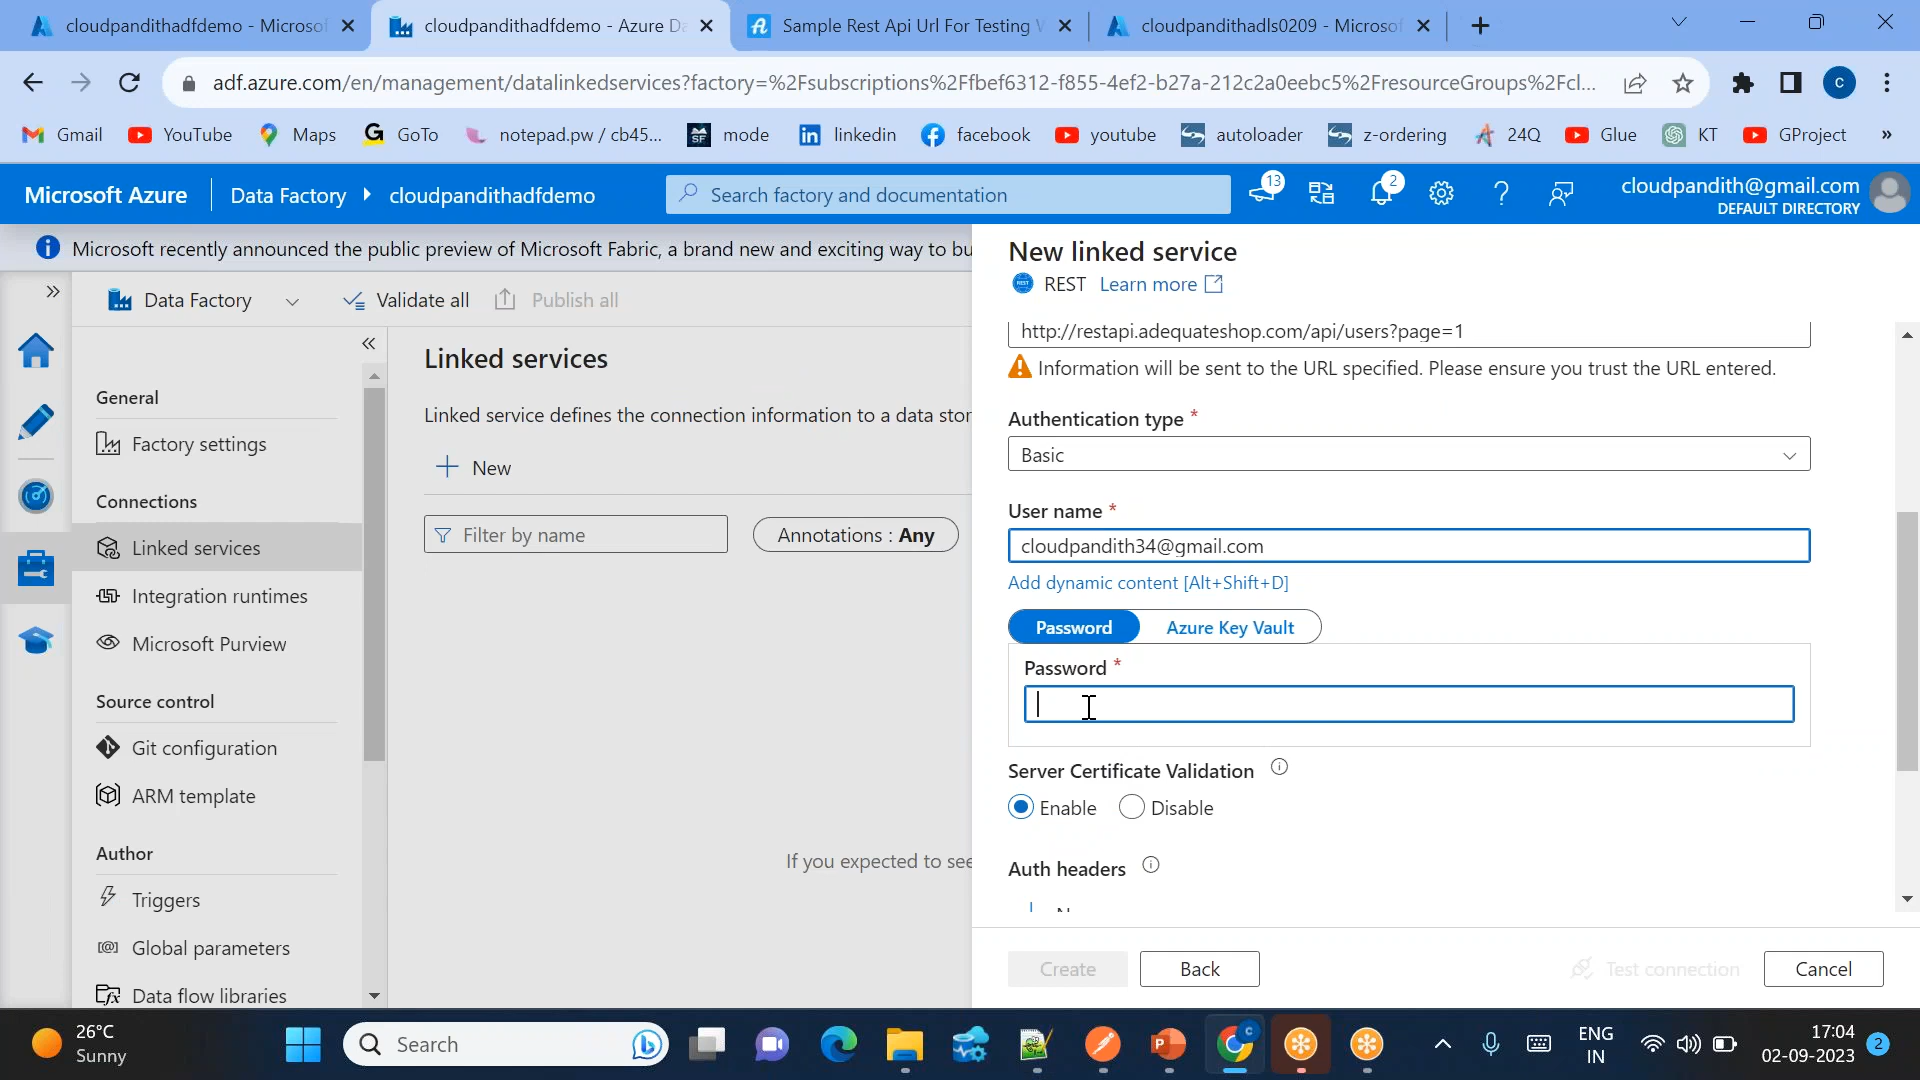 cloudpandithadfdemo - Microsof
cloudpandithadfdemo - Azure Da
Sample Rest Api Url For Testing W
cloudpandithadls0209 - Microsof
adf.azure.com/en/management/datalinkedservices?factory=%2Fsubscriptions%2Ffbef6312-f855-4ef2-b27a-212c2a0eebc5%2FresourceGroups%2Fcl...
C
Gmail
YouTube
Maps
GoTo
notepad.pw / cb45...
mode
linkedin
facebook
youtube
autoloader
z-ordering
24Q
Glue
KT
GProject
»
Microsoft Azure
Data Factory
cloudpandithadfdemo
Search factory and documentation
13
2
cloudpandith@gmail.com
DEFAULT DIRECTORY
Microsoft recently announced the public preview of Microsoft Fabric, a brand new and exciting way to bu
Data Factory
Validate all
Publish all
General
Factory settings
Connections
Linked services
Integration runtimes
Microsoft Purview
Source control
Git configuration
ARM template
Author
Triggers
Global parameters
Data flow libraries
Linked services
Linked service defines the connection information to a data stor
New
Filter by name
Annotations : Any
If you expected to see
New linked service
REST
Learn more
http://restapi.adequateshop.com/api/users?page=1
Information will be sent to the URL specified. Please ensure you trust the URL entered.
Authentication type *
Basic
User name *
cloudpandith34@gmail.com
Add dynamic content [Alt+Shift+D]
Password
Azure Key Vault
Password *
Server Certificate Validation
Enable
Disable
Auth headers
Create
Back
Test connection
Cancel
26°C
Sunny
Search
ENG
IN
17:04
02-09-2023
2